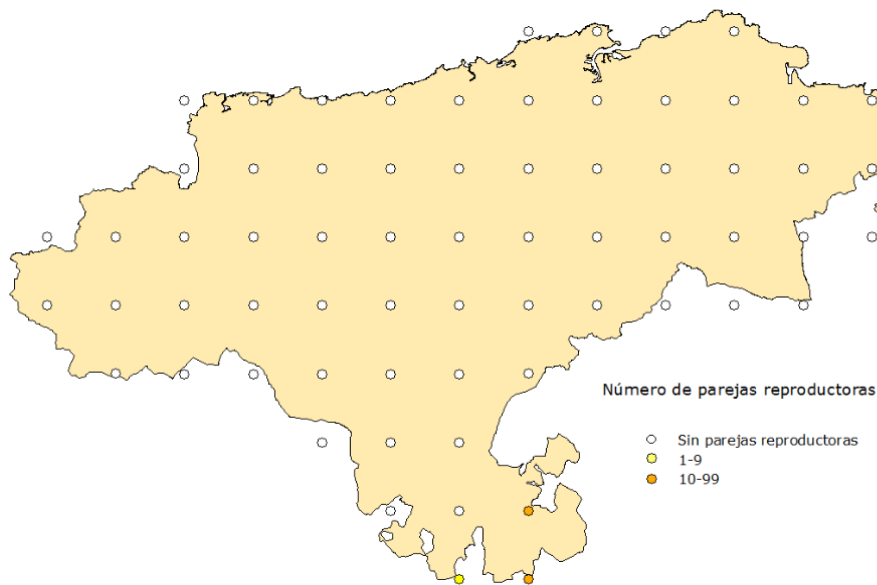 Número de parejas reproductoras
Sin parejas reproductoras
1-9
10-99